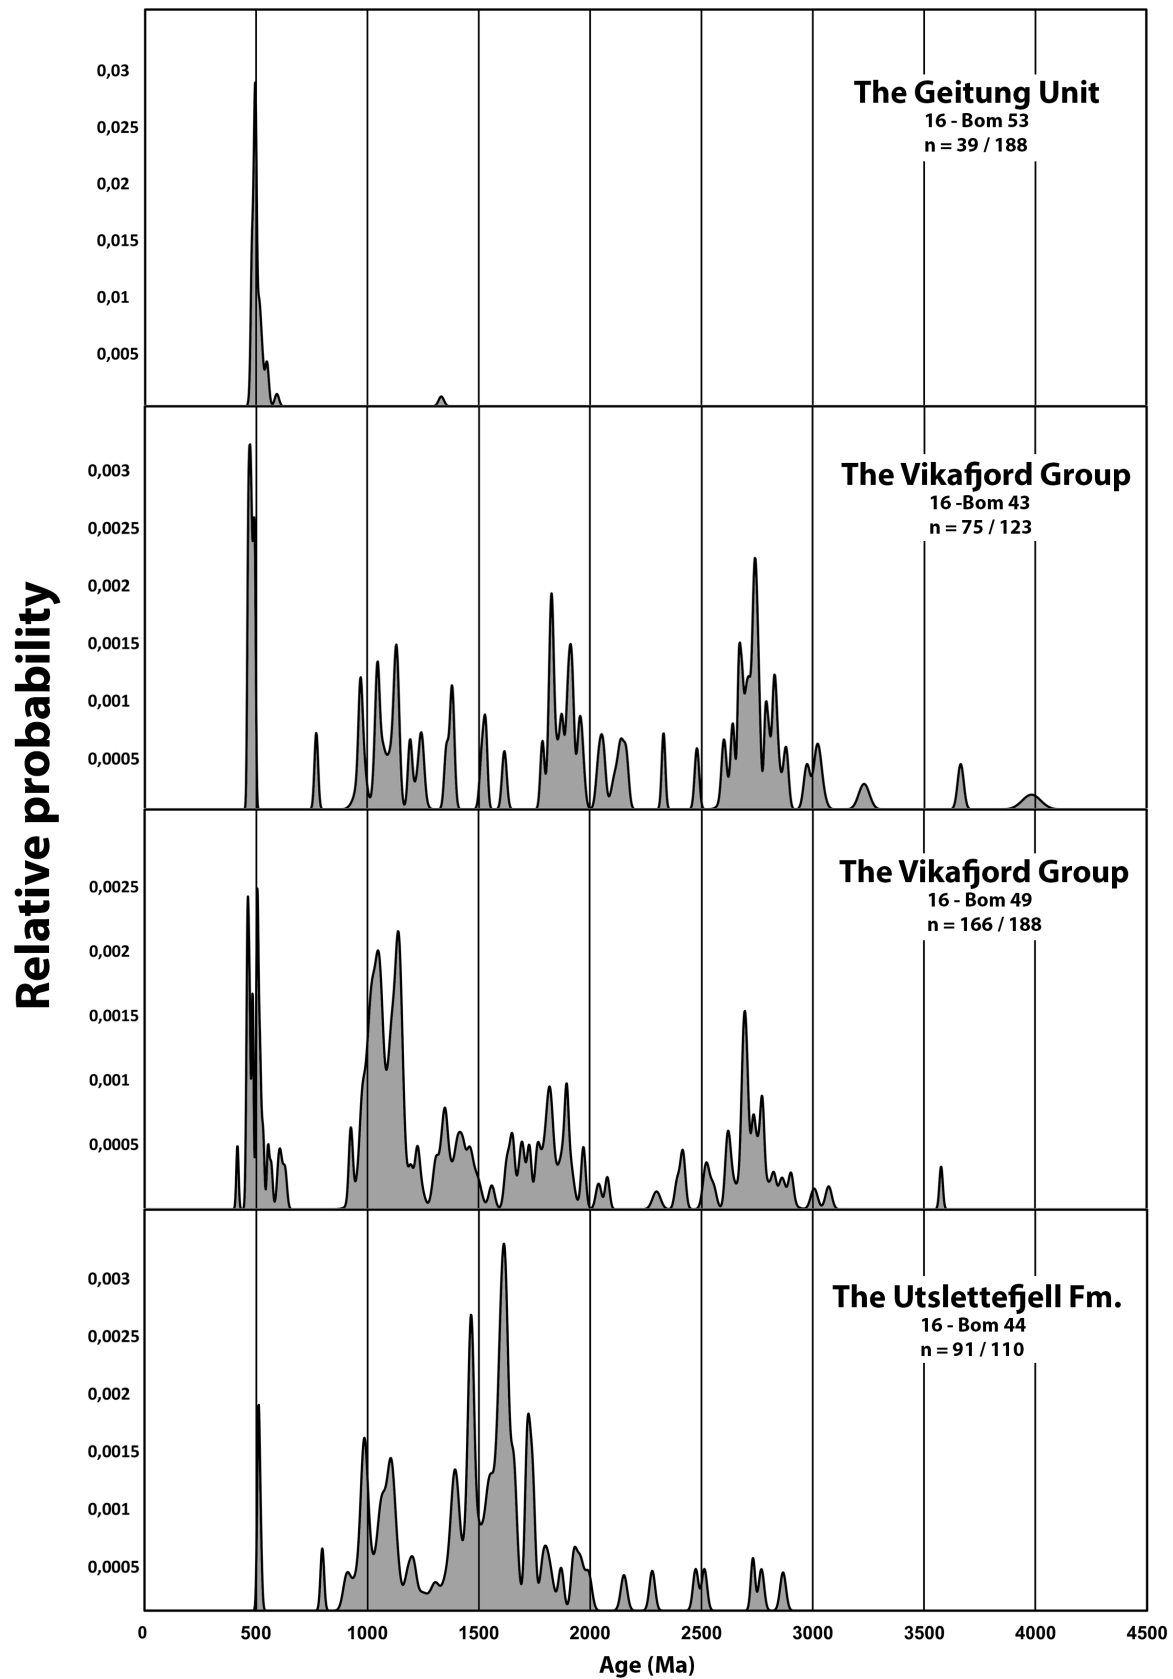 Relative probability
0,03
0,025
0,02
0,015
0,01
0,005
The Geitung Unit
16 - Bom 53
n = 39 / 188
0,003
0,0025
0,002
0,0015
0,001
0,0005
The Vikafjord Group
16 -Bom 43
n = 75 / 123
0,0025
0,002
0,0015
0,001
0,0005
The Vikafjord Group
16 - Bom 49
n = 166 / 188
0,003
0,0025
0,002
0,0015
0,001
0,0005
The Utslettefjell Fm.
16 - Bom 44
n = 91 / 110
0 500 1000 1500 2000 2500 3000 3500 4000 4500
Age (Ma)